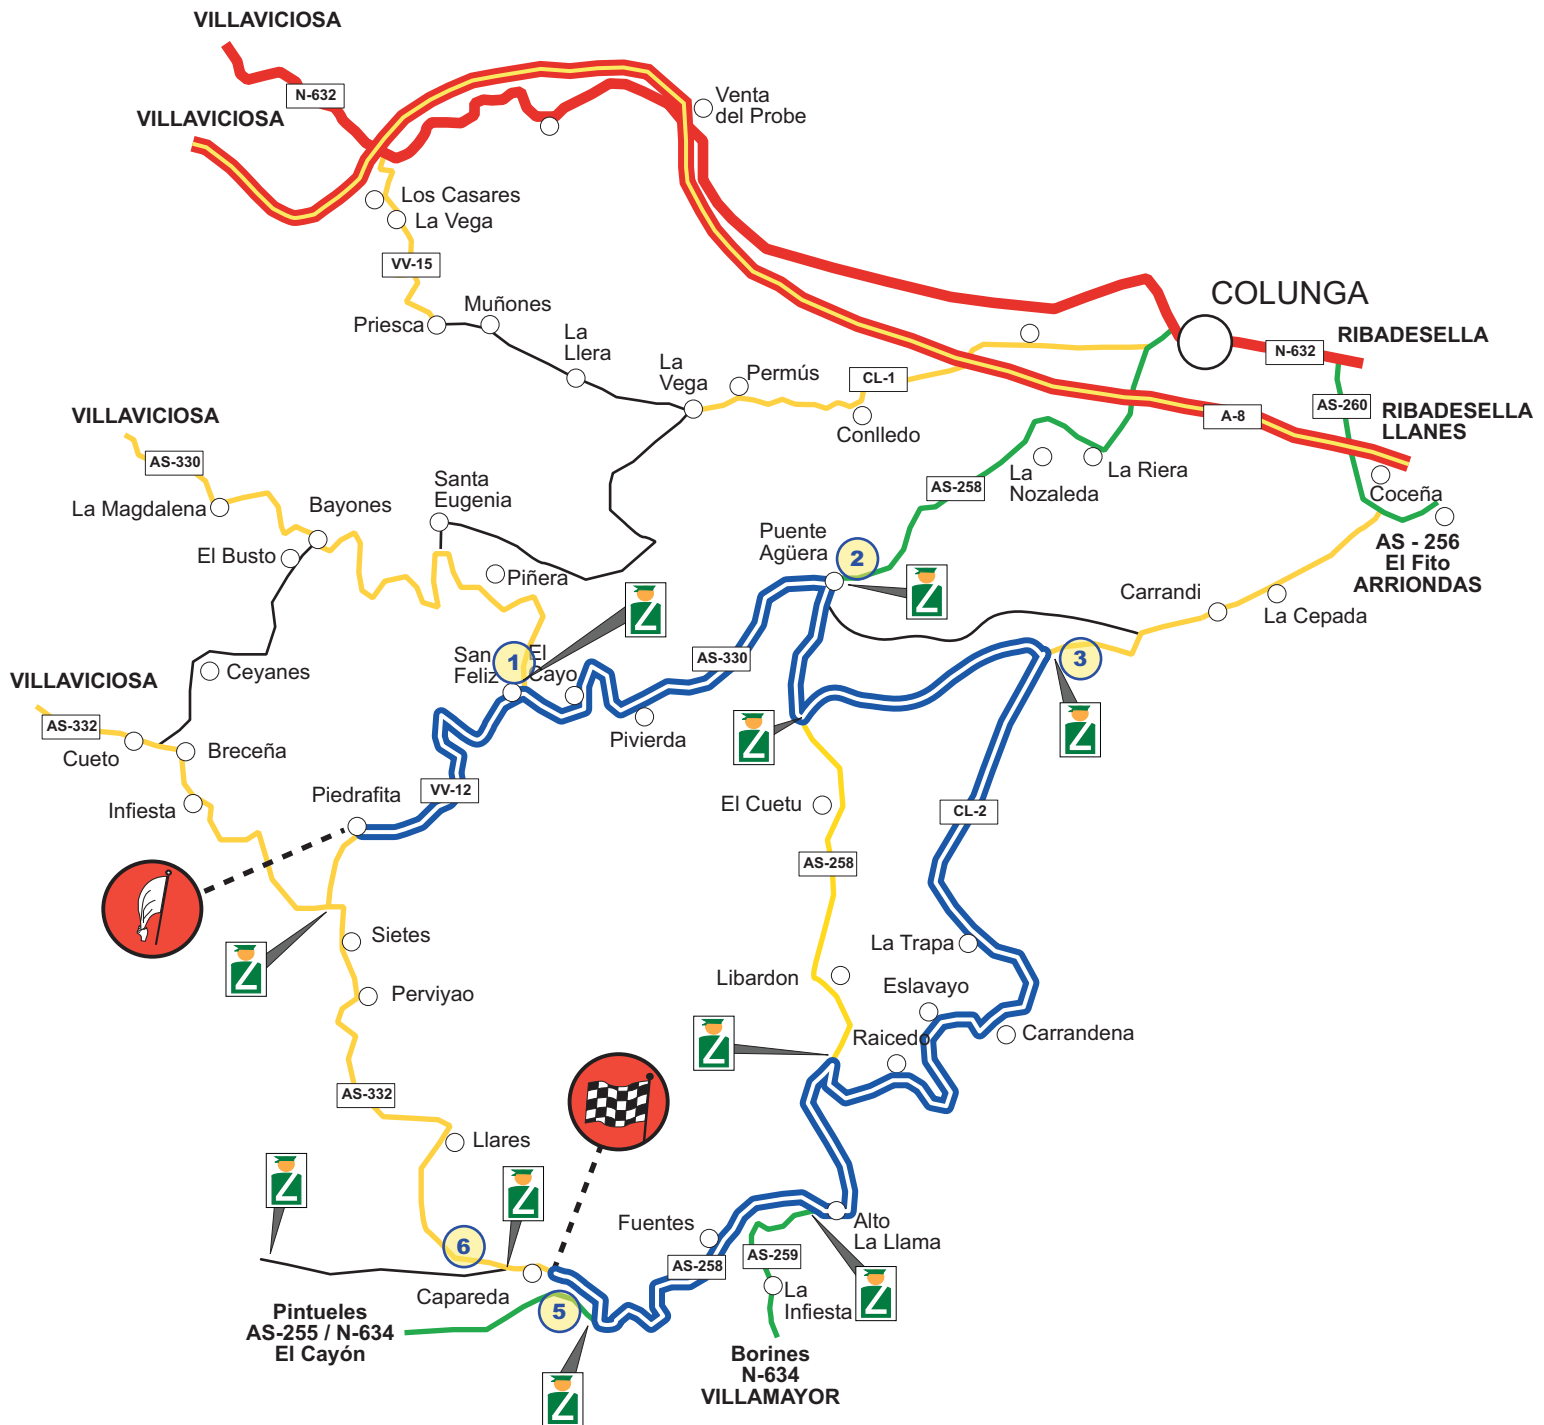 VILLAVICIOSA
N-632
VILLAVICIOSA
Venta
del Probe
Los Casares
La Vega
VV-15
Priesca
Muñones
La
Llera
La
Vega
Permús
CL-1
Conlledo
COLUNGA
N-632
RIBADESELLA
AS-260
A-8
RIBADESELLA
LLANES
Coceña
AS - 256
El Fito
ARRIONDAS
La Riera
La
Nozaleda
AS-258
VILLAVICIOSA
AS-330
La Magdalena
Bayones
El Busto
Santa
Eugenia
Piñera
Puente
Agüera
2
Carrandi
La Cepada
Ceyanes
San
Feliz
1
El
Cayo
AS-330
3
VILLAVICIOSA
AS-332
Cueto
Breceña
Pivierda
Infiesta
Piedrafita
VV-12
El Cuetu
CL-2
AS-258
Sietes
La Trapa
Perviyao
Libardon
Eslavayo
Raicedo
Carrandena
AS-332
Llares
Fuentes
Alto
La Llama
6
AS-258
AS-259
Capareda
5
La
Infiesta
Pintueles
AS-255 / N-634
El Cayón
Borines
N-634
VILLAMAYOR